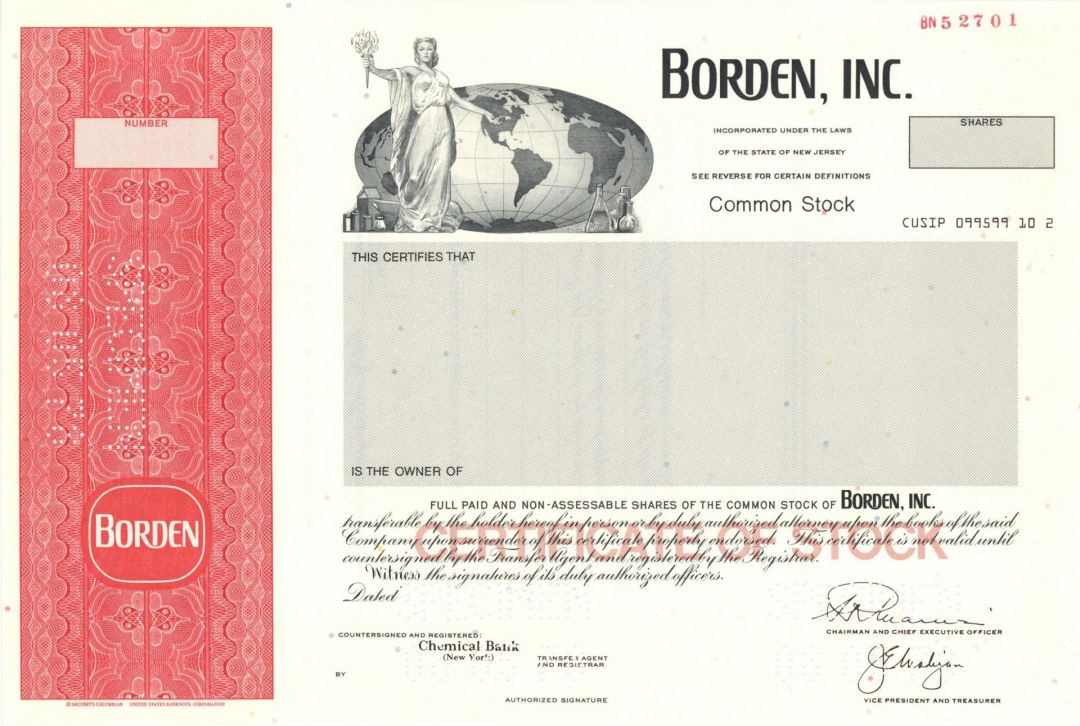 BN 52701
NUMBER
BORDEN, INC.
INCORPORATED UNDER THE LAWS
OF THE STATE OF NEW JERSEY
SEE REVERSE FOR CERTAIN DEFINITIONS
Common Stock
SHARES
CUSIP 099599 10 2
THIS CERTIFIES THAT
IS THE OWNER OF
BORDEN
FULL PAID AND NON-ASSESSABLE SHARES OF THE COMMON STOCK OF BORDEN, INC.
transferable by the holder hereof in person or by duly authorized attorney upon the books of the said
Company upon surrender of this certificate properly endorsed. This certificate is not valid until
countersigned by the Transfer Agent and registered by the Registrar.
CERTIFICATE OF STOCK
Witness the signatures of its duly authorized officers.
Dated
CHAIRMAN AND CHIEF EXECUTIVE OFFICER
COUNTERSIGNED AND REGISTERED:
Chemical Bank
(New York)
TRANSFER AGENT
AND REGISTRAR
BY
AUTHORIZED SIGNATURE
VICE PRESIDENT AND TREASURER
© SECURITY-COLUMBIAN UNITED STATES BANKNOTE CORPORATION